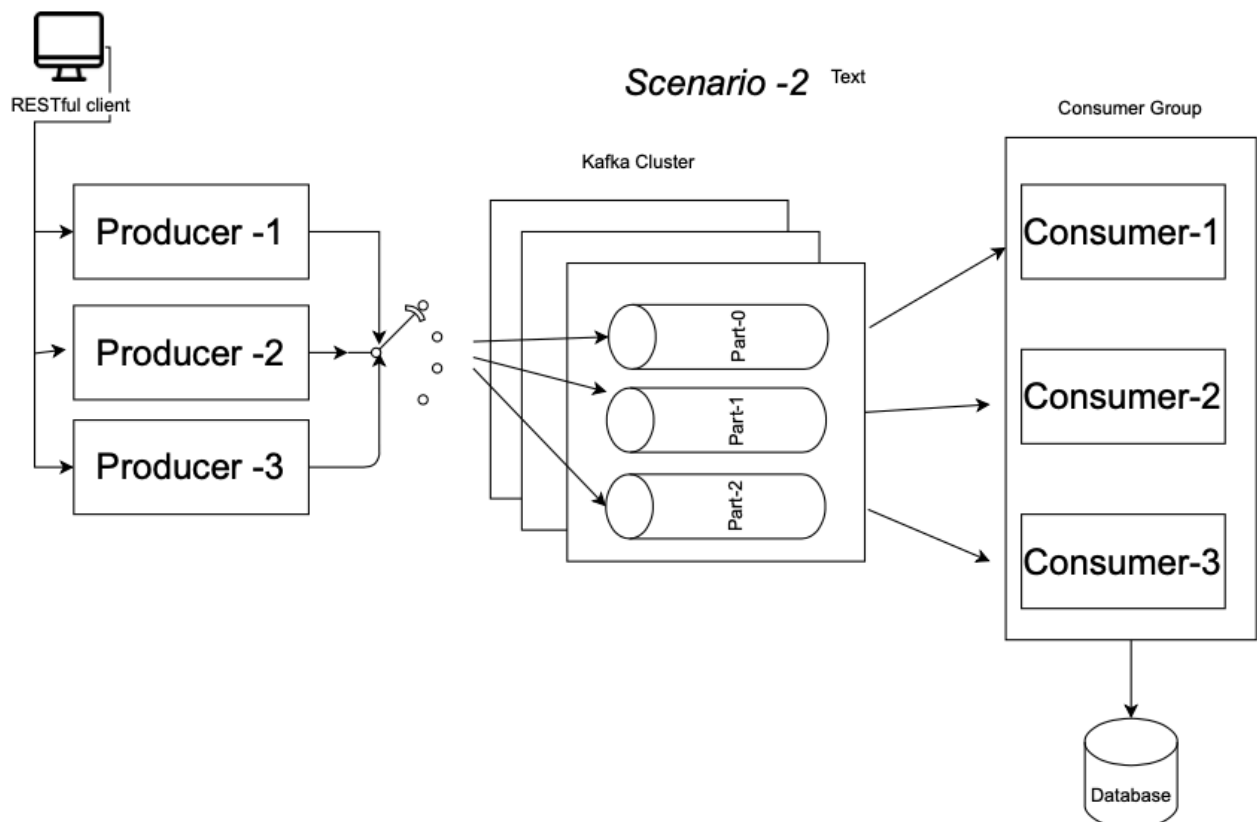 RESTful client
Scenario -2
Text
Consumer Group
Kafka Cluster
Producer -1
Producer -2
Producer -3
Part-0
Part-1
Part-2
Consumer-1
Consumer-2
Consumer-3
Database